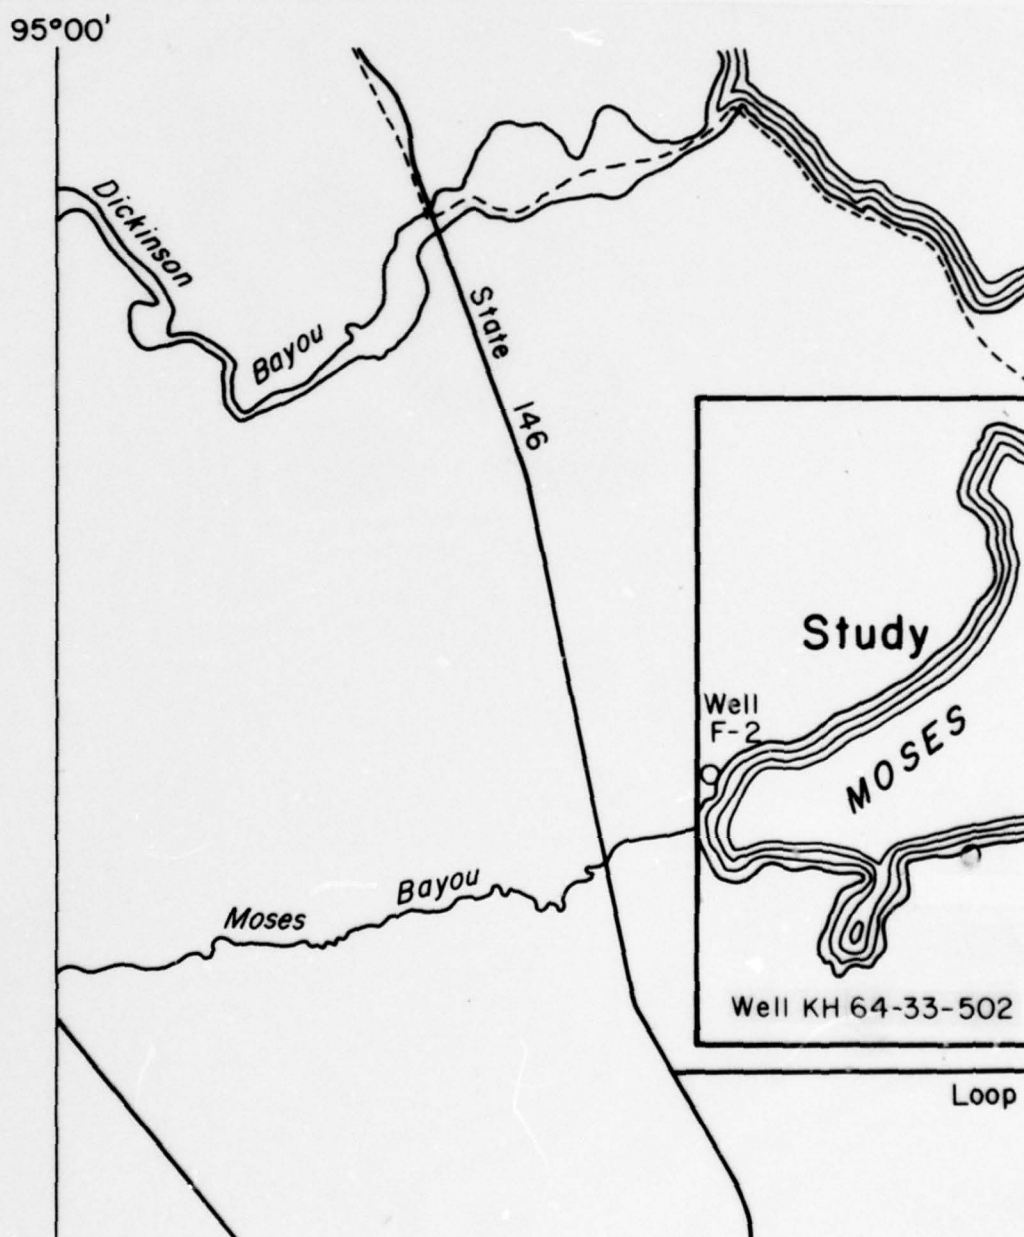 95°00'
Dickinson
Bayou
State
146
Study
Well
F-2
MOSES
Bayou
Moses
Well KH 64-33-502
Loop